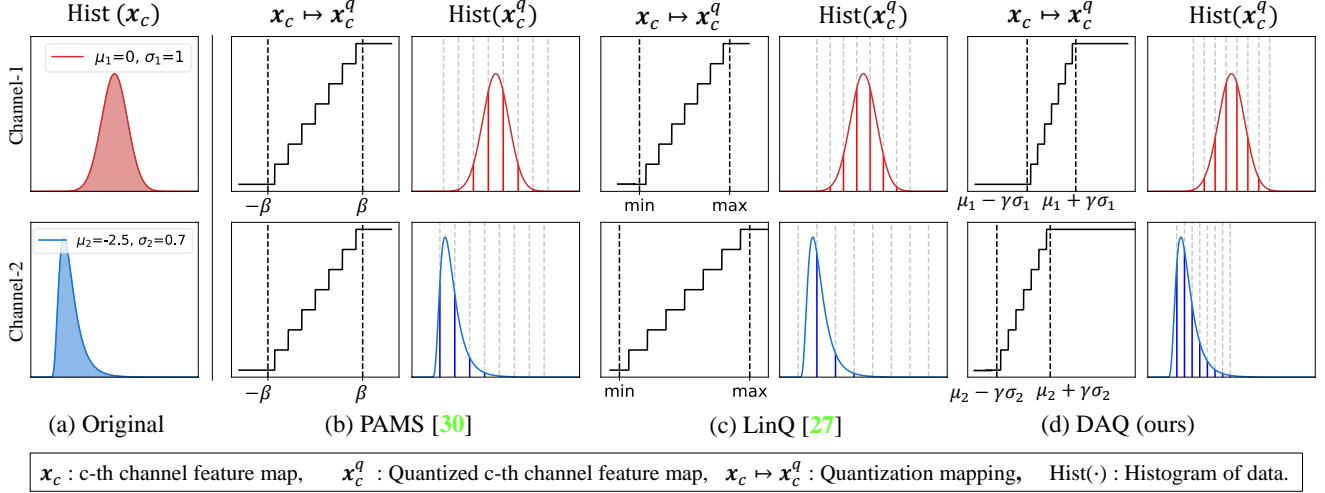 Hist (𝒙_c) 𝒙_c ↦ 𝒙_c^q Hist(𝒙_c^q) 𝒙_c ↦ 𝒙_c^q Hist(𝒙_c^q) 𝒙_c ↦ 𝒙_c^q Hist(𝒙_c^q)
Channel-1
μ₁=0, σ₁=1
−β β
min max
μ₁ − γσ₁ μ₁ + γσ₁
Channel-2
μ₂=-2.5, σ₂=0.7
−β β
min max
μ₂ − γσ₂ μ₂ + γσ₂
(a) Original (b) PAMS [30] (c) LinQ [27] (d) DAQ (ours)
𝒙_c : c-th channel feature map, 𝒙_c^q : Quantized c-th channel feature map, 𝒙_c ↦ 𝒙_c^q : Quantization mapping, Hist(·) : Histogram of data.